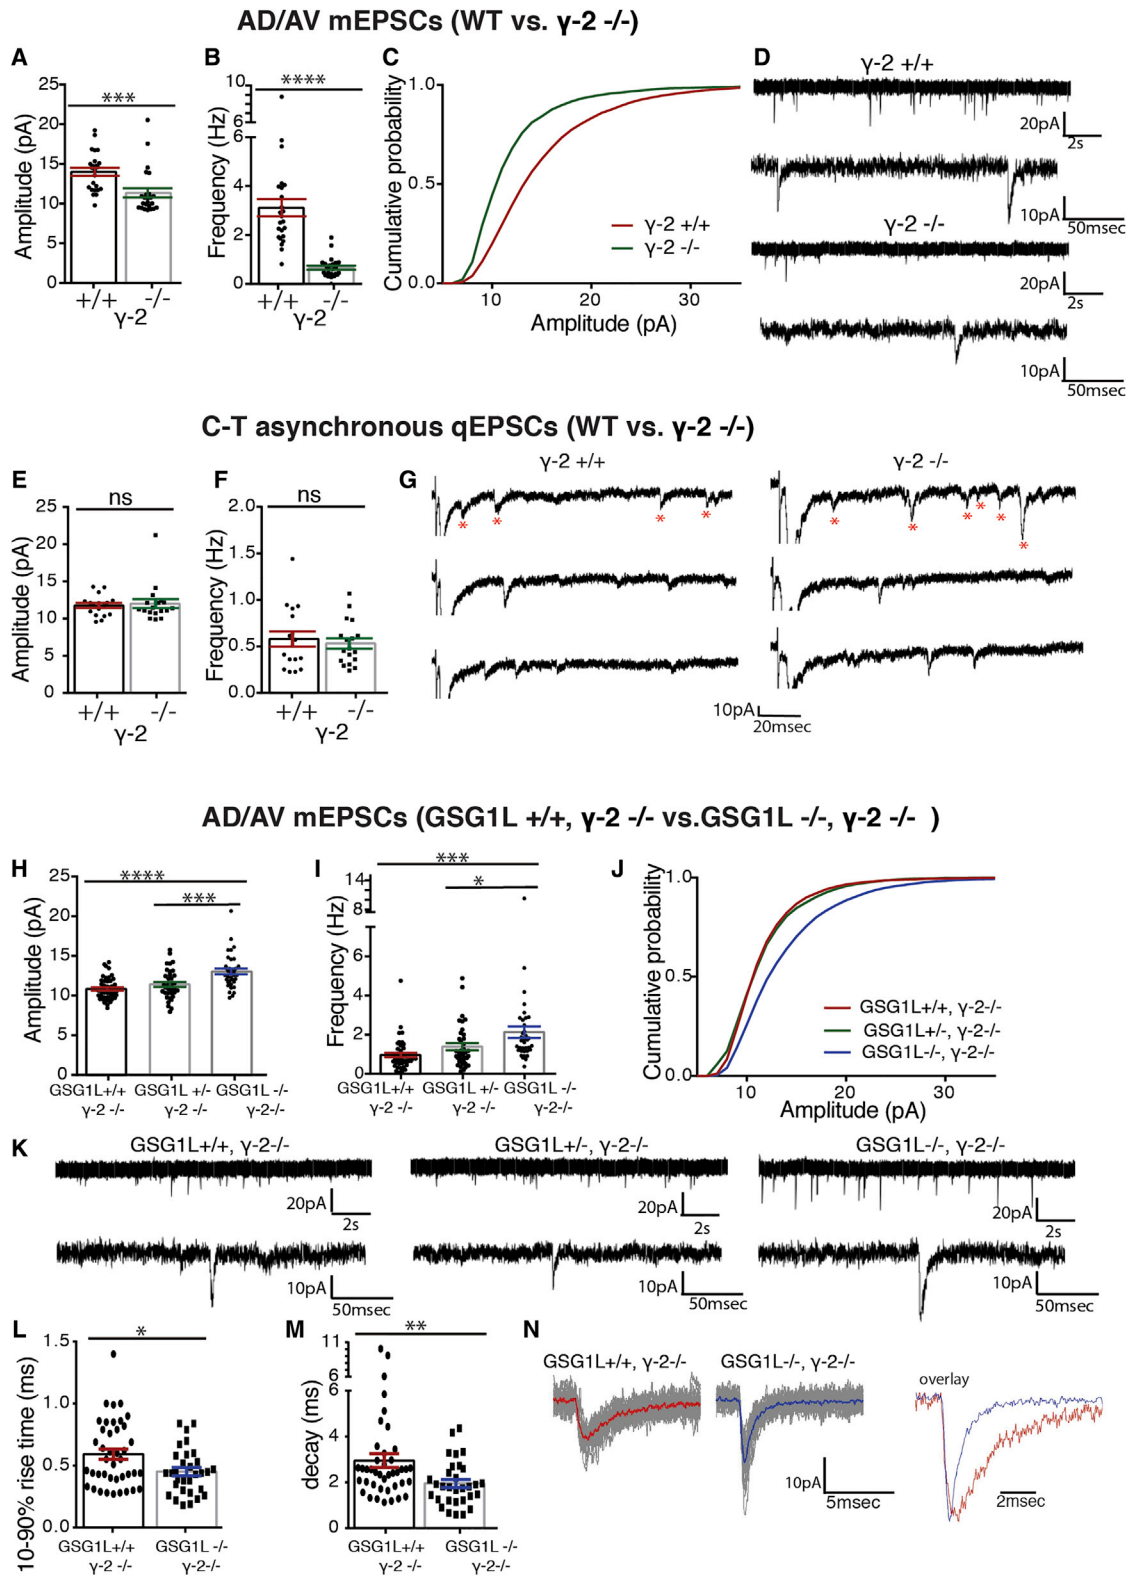 AD/AV mEPSCs (WT vs. γ-2 -/-)
A
Amplitude (pA)
25
20
15
10
5
0
***
+/+ -/-
γ-2
B
Frequency (Hz)
10
8
6
6
4
2
0
****
+/+ -/-
γ-2
C
Cumulative probability
1.0
0.5
0.0
10 20 30
Amplitude (pA)
γ-2 +/+
γ-2 -/-
D
γ-2 +/+
20pA
2s
10pA
50msec
γ-2 -/-
20pA
2s
10pA
50msec
C-T asynchronous qEPSCs (WT vs. γ-2 -/-)
E
Amplitude (pA)
25
20
15
10
5
0
ns
+/+ -/-
γ-2
F
Frequency (Hz)
2.0
1.5
1.0
0.5
0.0
ns
+/+ -/-
γ-2
G
γ-2 +/+
* * * *
γ-2 -/-
* * * * * *
10pA
20msec
AD/AV mEPSCs (GSG1L +/+, γ-2 -/- vs.GSG1L -/-, γ-2 -/- )
H
Amplitude (pA)
25
20
15
10
5
0
****
***
GSG1L+/+ GSG1L +/- GSG1L -/-
γ-2 -/- γ-2 -/- γ-2-/-
I
Frequency (Hz)
14
8
6
4
2
0
***
*
GSG1L+/+ GSG1L +/- GSG1L -/-
γ-2 -/- γ-2 -/- γ-2-/-
J
Cumulative probability
1.0
0.5
0.0
10 20 30
Amplitude (pA)
GSG1L+/+, γ-2-/-
GSG1L+/-, γ-2-/-
GSG1L-/-, γ-2-/-
K
GSG1L+/+, γ-2-/-
20pA
2s
10pA
50msec
GSG1L+/-, γ-2-/-
20pA
2s
10pA
50msec
GSG1L-/-, γ-2-/-
20pA
2s
10pA
50msec
L
10-90% rise time (ms)
1.5
1.0
0.5
0.0
*
GSG1L+/+ GSG1L -/-
γ-2 -/- γ-2-/-
M
decay (ms)
11
6
4
2
0
**
GSG1L+/+ GSG1L -/-
γ-2 -/- γ-2-/-
N
GSG1L+/+, γ-2-/-
GSG1L-/-, γ-2-/-
10pA
5msec
overlay
2msec